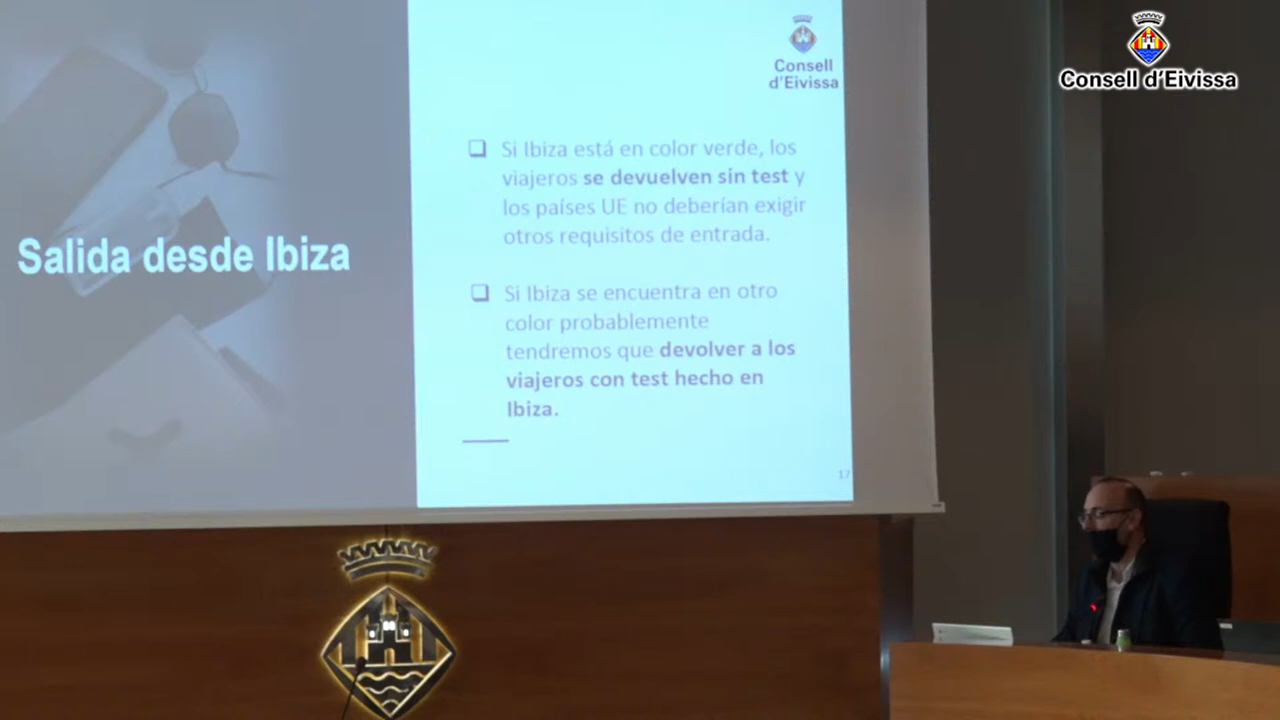 Consell d'Eivissa
Consell
d'Eivissa
Salida desde Ibiza
❑ Si Ibiza está en color verde, los
viajeros se devuelven sin test y
los países UE no deberían exigir
otros requisitos de entrada.
❑ Si Ibiza se encuentra en otro
color probablemente
tendremos que devolver a los
viajeros con test hecho en
Ibiza.
17